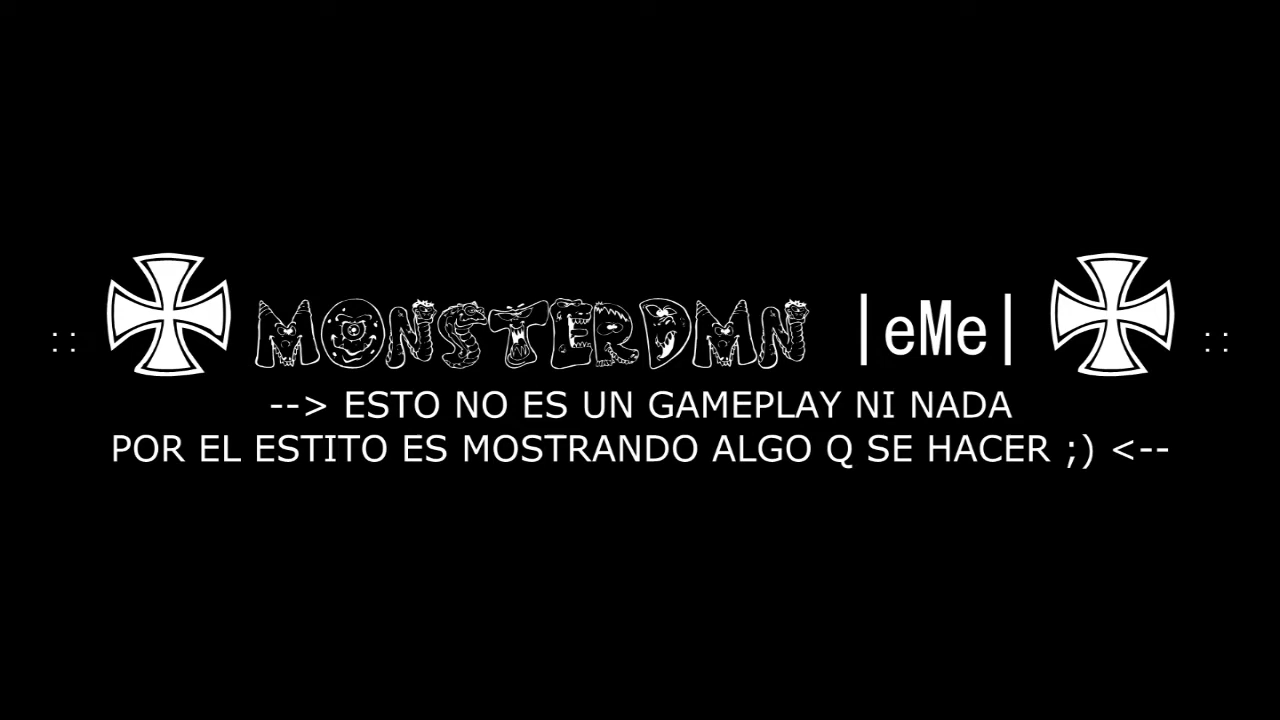 :: MONSTERDMN |eMe| ::
--> ESTO NO ES UN GAMEPLAY NI NADA
POR EL ESTITO ES MOSTRANDO ALGO Q SE HACER ;) <--